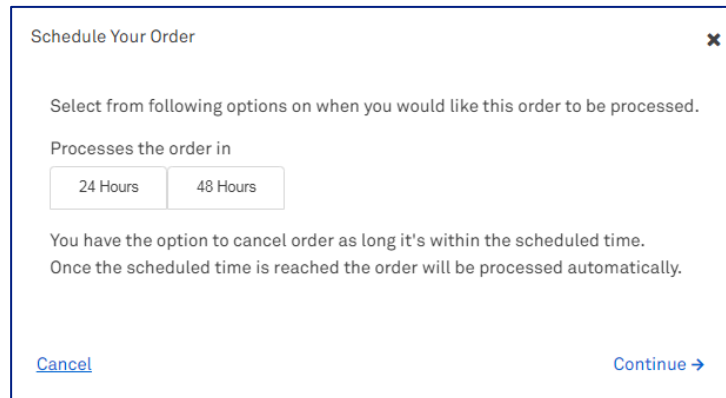 Schedule Your Order
Select from following options on when you would like this order to be processed.
Processes the order in
24 Hours 48 Hours
You have the option to cancel order as long it's within the scheduled time.
Once the scheduled time is reached the order will be processed automatically.
Cancel Continue →